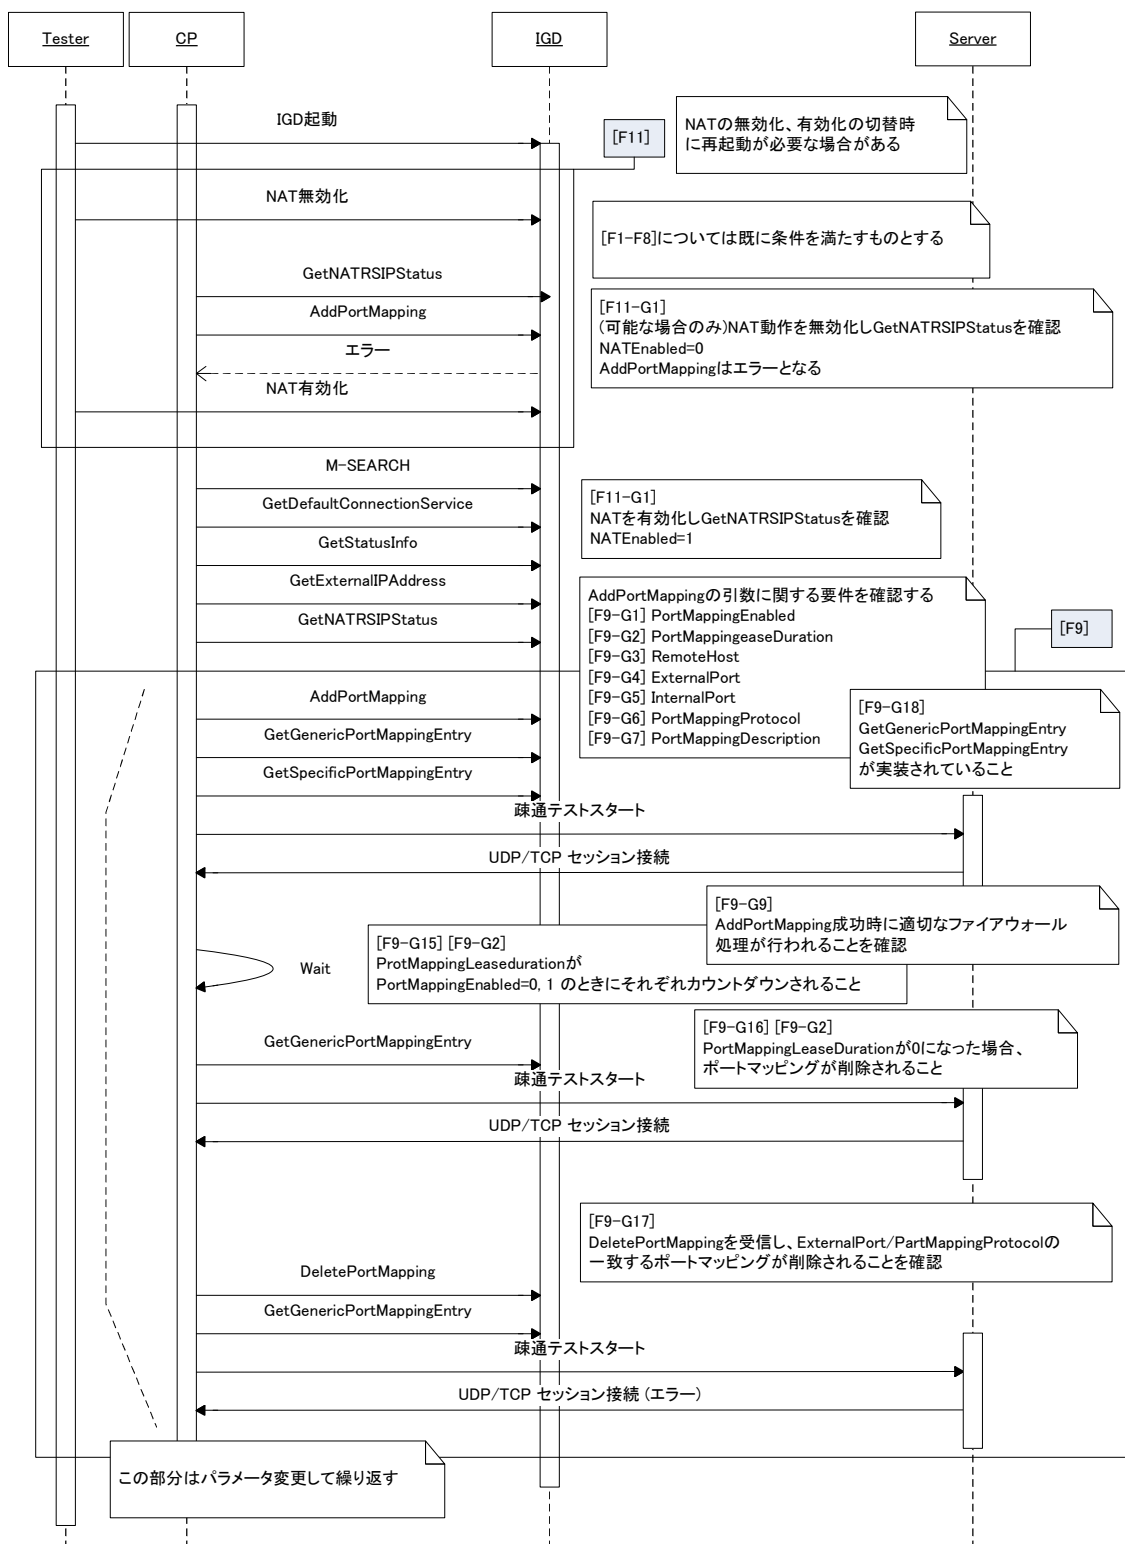 Tester
CP
IGD
Server
IGD起動
[F11]
NATの無効化、有効化の切替時
に再起動が必要な場合がある
NAT無効化
[F1-F8]については既に条件を満たすものとする
GetNATRSIPStatus
AddPortMapping
エラー
NAT有効化
[F11-G1]
(可能な場合のみ)NAT動作を無効化しGetNATRSIPStatusを確認
NATEnabled=0
AddPortMappingはエラーとなる
M-SEARCH
GetDefaultConnectionService
GetStatusInfo
GetExternalIPAddress
GetNATRSIPStatus
[F11-G1]
NATを有効化しGetNATRSIPStatusを確認
NATEnabled=1
AddPortMappingの引数に関する要件を確認する
[F9-G1] PortMappingEnabled
[F9-G2] PortMappingeaseDuration
[F9-G3] RemoteHost
[F9-G4] ExternalPort
[F9-G5] InternalPort
[F9-G6] PortMappingProtocol
[F9-G7] PortMappingDescription
[F9]
AddPortMapping
GetGenericPortMappingEntry
GetSpecificPortMappingEntry
[F9-G18]
GetGenericPortMappingEntry
GetSpecificPortMappingEntry
が実装されていること
疎通テストスタート
UDP/TCP セッション接続
[F9-G9]
AddPortMapping成功時に適切なファイアウォール
処理が行われることを確認
Wait
[F9-G15] [F9-G2]
ProtMappingLeasedurationが
PortMappingEnabled=0, 1 のときにそれぞれカウントダウンされること
[F9-G16] [F9-G2]
PortMappingLeaseDurationが0になった場合、
ポートマッピングが削除されること
GetGenericPortMappingEntry
疎通テストスタート
UDP/TCP セッション接続
[F9-G17]
DeletePortMappingを受信し、ExternalPort/PartMappingProtocolの
一致するポートマッピングが削除されることを確認
DeletePortMapping
GetGenericPortMappingEntry
疎通テストスタート
UDP/TCP セッション接続 (エラー)
この部分はパラメータ変更して繰り返す